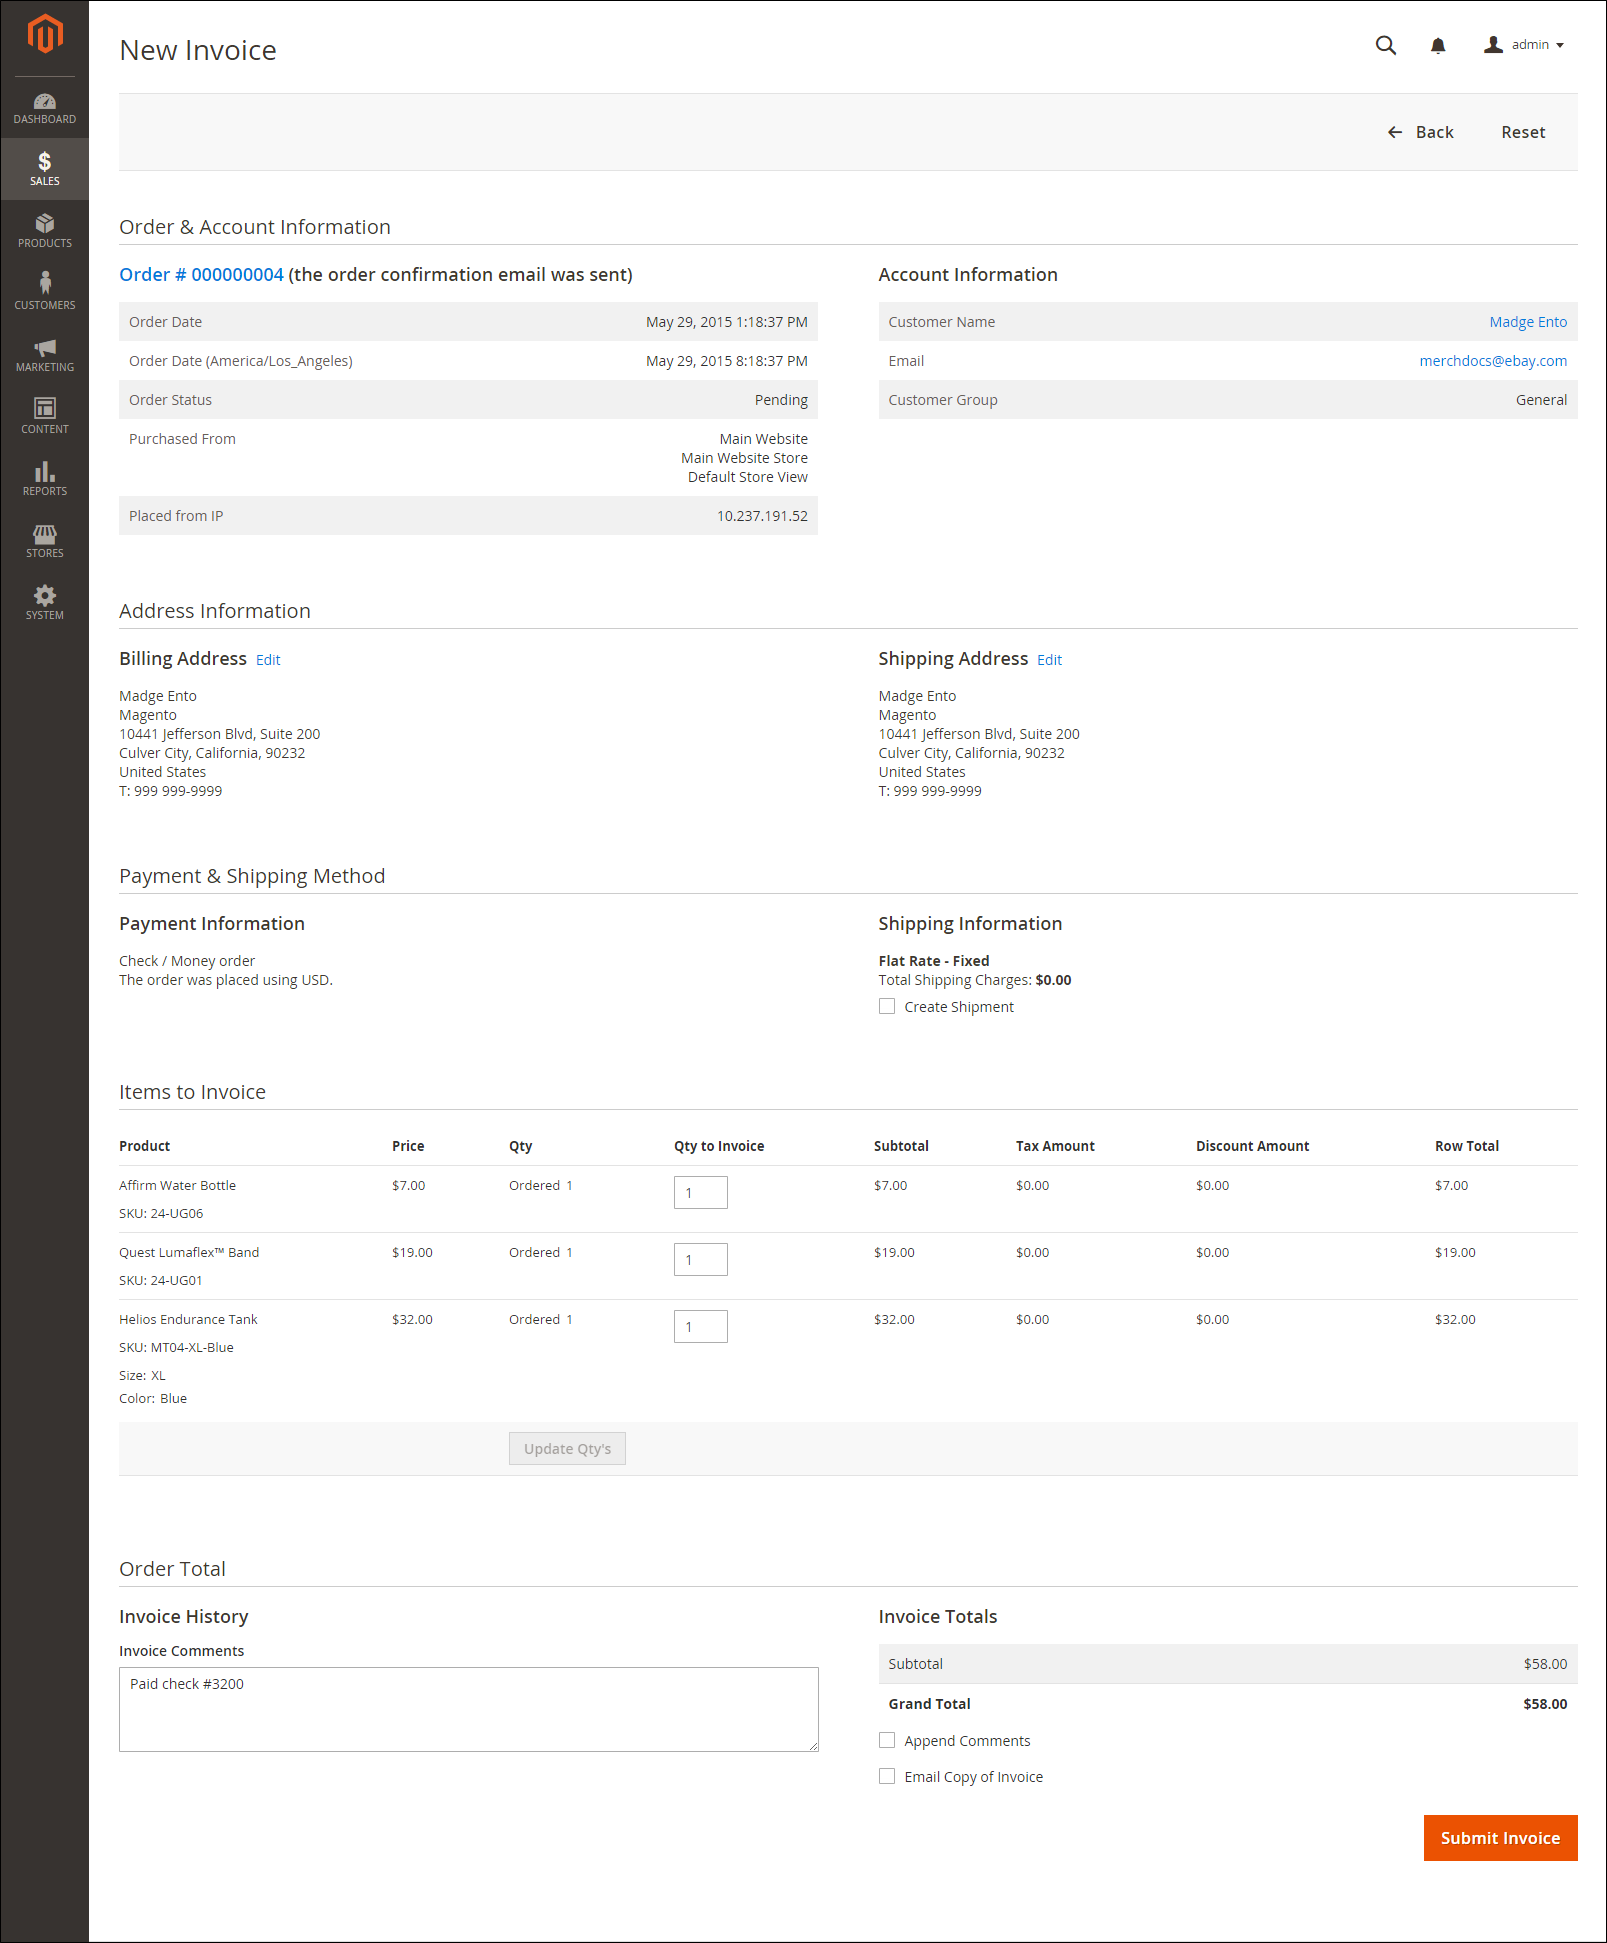 New Invoice
admin
DASHBOARD
SALES
PRODUCTS
CUSTOMERS
MARKETING
CONTENT
REPORTS
STORES
SYSTEM
Back Reset
Order & Account Information
Order # 000000004 (the order confirmation email was sent)
Order Date May 29, 2015 1:18:37 PM
Order Date (America/Los_Angeles) May 29, 2015 8:18:37 PM
Order Status Pending
Purchased From Main Website
Main Website Store
Default Store View
Placed from IP 10.237.191.52
Account Information
Customer Name Madge Ento
Email merchdocs@ebay.com
Customer Group General
Address Information
Billing Address Edit
Madge Ento
Magento
10441 Jefferson Blvd, Suite 200
Culver City, California, 90232
United States
T: 999 999-9999
Shipping Address Edit
Madge Ento
Magento
10441 Jefferson Blvd, Suite 200
Culver City, California, 90232
United States
T: 999 999-9999
Payment & Shipping Method
Payment Information
Check / Money order
The order was placed using USD.
Shipping Information
Flat Rate - Fixed
Total Shipping Charges: $0.00
Create Shipment
Items to Invoice
Product Price Qty Qty to Invoice Subtotal Tax Amount Discount Amount Row Total
Affirm Water Bottle $7.00 Ordered 1 1 $7.00 $0.00 $0.00 $7.00
SKU: 24-UG06
Quest Lumaflex™ Band $19.00 Ordered 1 1 $19.00 $0.00 $0.00 $19.00
SKU: 24-UG01
Helios Endurance Tank $32.00 Ordered 1 1 $32.00 $0.00 $0.00 $32.00
SKU: MT04-XL-Blue
Size: XL
Color: Blue
Update Qty's
Order Total
Invoice History
Invoice Comments
Paid check #3200
Invoice Totals
Subtotal $58.00
Grand Total $58.00
Append Comments
Email Copy of Invoice
Submit Invoice